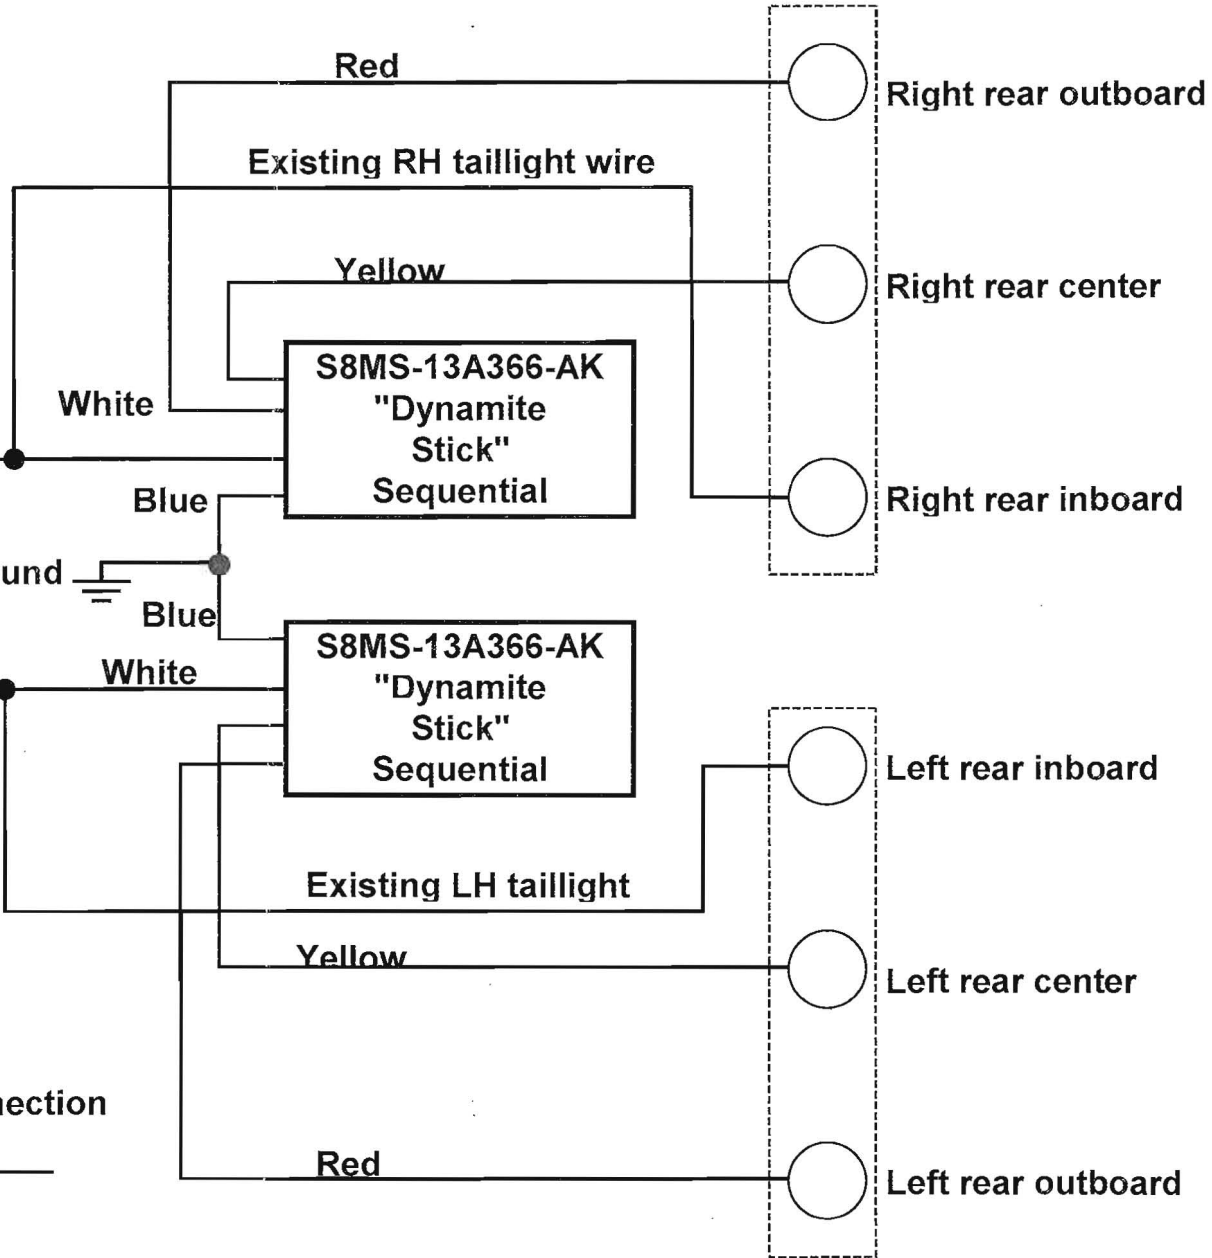 Red
Right rear outboard
Existing RH taillight wire
Yellow
Right rear center
S8MS-13A366-AK
"Dynamite
Stick"
Sequential
White
Blue
Right rear inboard
und
Blue
S8MS-13A366-AK
"Dynamite
Stick"
Sequential
White
Left rear inboard
Existing LH taillight
Yellow
Left rear center
nection
Red
Left rear outboard